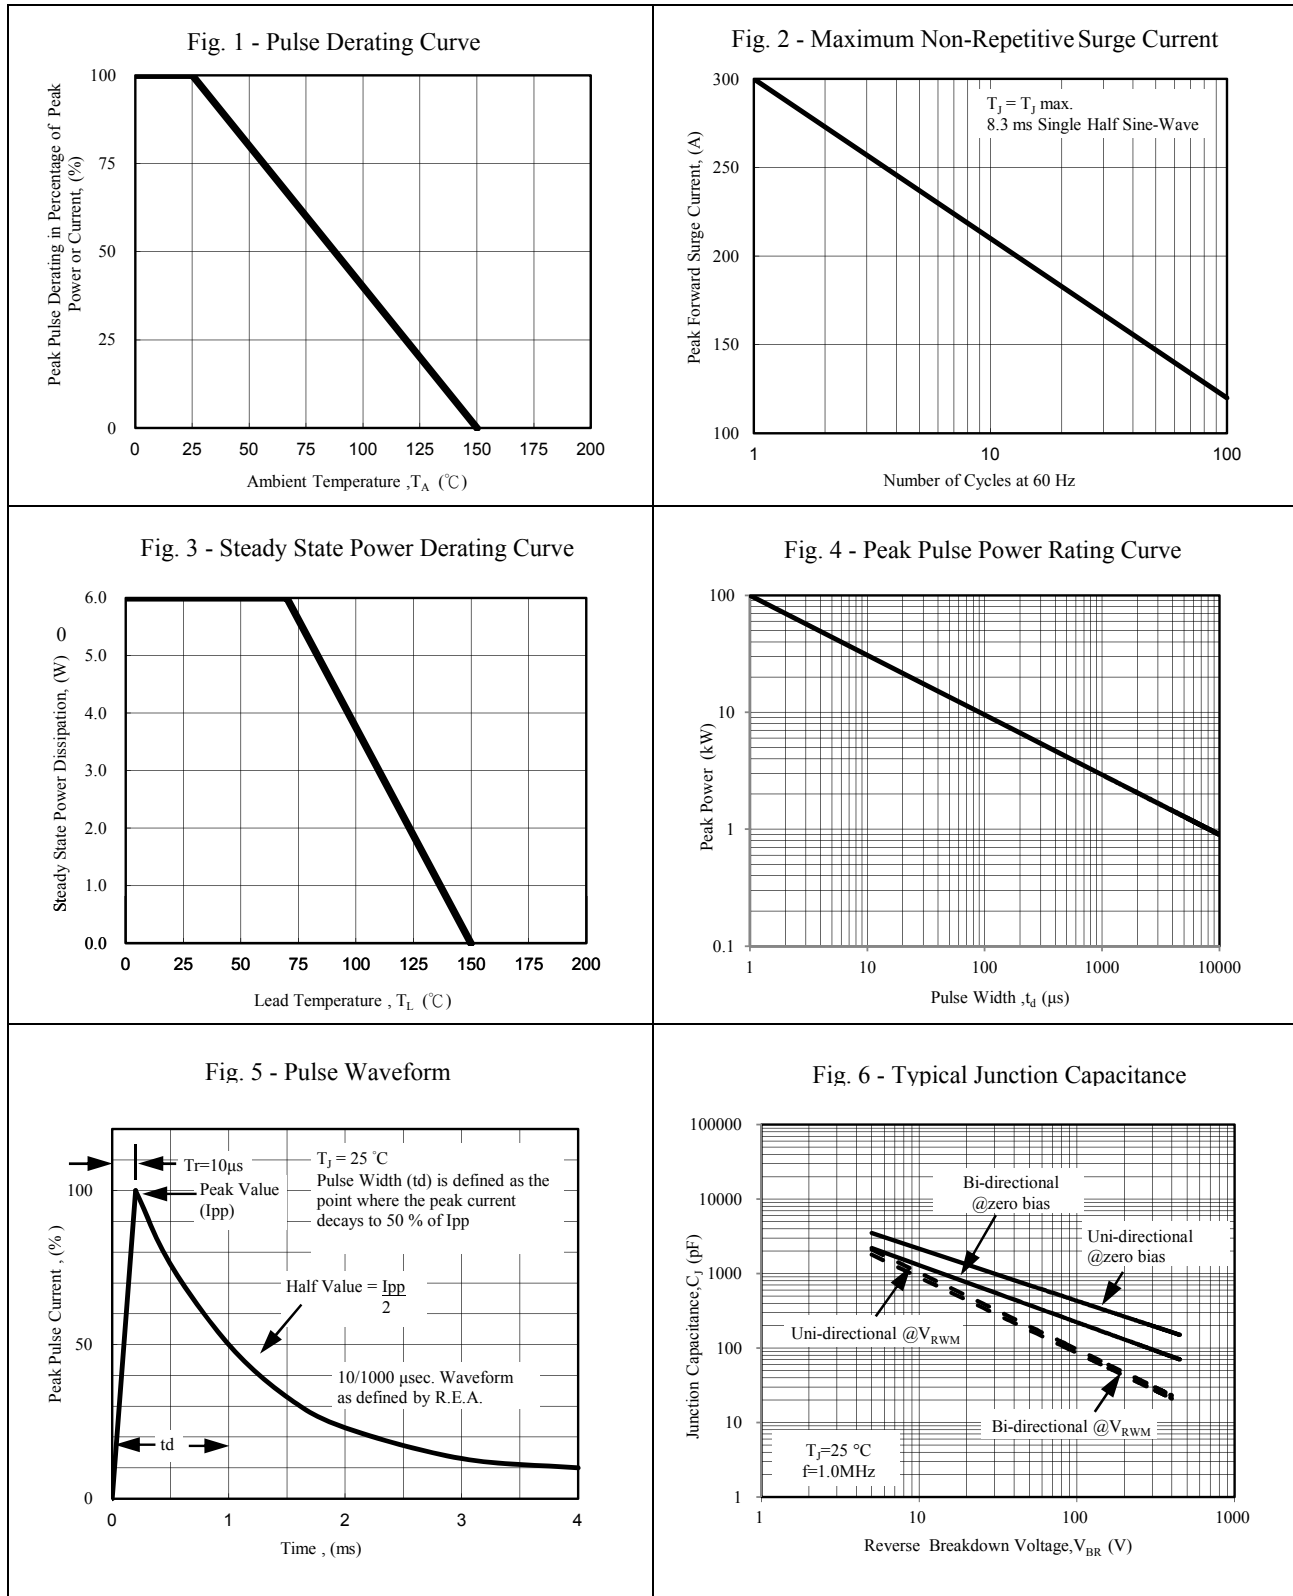 Fig. 1 - Pulse Derating Curve
Peak Pulse Derating in Percentage of Peak
Power or Current, (%)
100
75
50
25
0
0 25 50 75 100 125 150 175 200
Ambient Temperature ,TA (℃)
Fig. 2 - Maximum Non-Repetitive Surge Current
TJ = TJ max.
8.3 ms Single Half Sine-Wave
Peak Forward Surge Current, (A)
300
250
200
150
100
1 10 100
Number of Cycles at 60 Hz
Fig. 3 - Steady State Power Derating Curve
Steady State Power Dissipation, (W)
0
6.0
5.0
4.0
3.0
2.0
1.0
0.0
0 25 50 75 100 125 150 175 200
Lead Temperature , TL (℃)
Fig. 4 - Peak Pulse Power Rating Curve
Peak Power (kW)
100
10
1
0.1
1 10 100 1000 10000
Pulse Width ,td (μs)
Fig. 5 - Pulse Waveform
Tr=10μs
Peak Value
(Ipp)
TJ = 25 °C
Pulse Width (td) is defined as the
point where the peak current
decays to 50 % of Ipp
Half Value = Ipp
2
10/1000 μsec. Waveform
as defined by R.E.A.
td
Peak Pulse Current , (% )
100
50
0
0 1 2 3 4
Time , (ms)
Fig. 6 - Typical Junction Capacitance
Bi-directional
@zero bias
Uni-directional
@zero bias
Uni-directional @VRWM
Bi-directional @VRWM
TJ=25 °C
f=1.0MHz
Junction Capacitance,CJ (pF)
100000
10000
1000
100
10
1
1 10 100 1000
Reverse Breakdown Voltage,VBR (V)